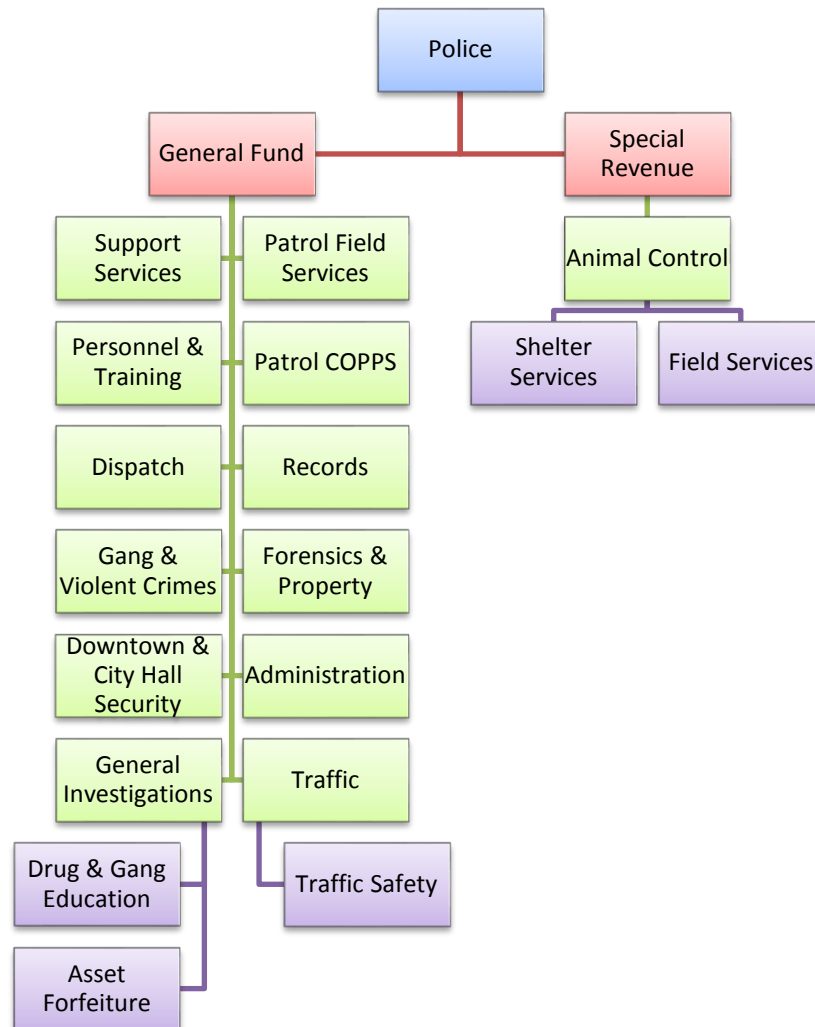 Police
General Fund
Special
Revenue
Support
Services
Patrol Field
Services
Animal Control
Personnel &
Training
Patrol COPPS
Shelter
Services
Field Services
Dispatch
Records
Gang &
Violent Crimes
Forensics &
Property
Downtown &
City Hall
Security
Administration
General
Investigations
Traffic
Drug & Gang
Education
Traffic Safety
Asset
Forfeiture